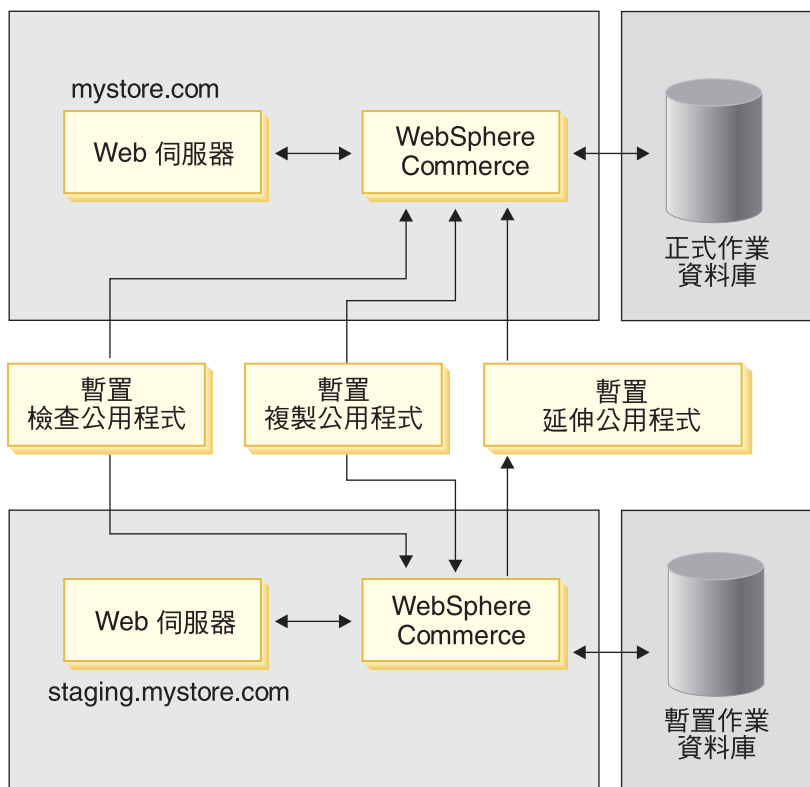 mystore.com
Web 伺服器
WebSphere
Commerce
正式作業
資料庫
暫置
檢查公用程式
暫置
複製公用程式
暫置
延伸公用程式
Web 伺服器
WebSphere
Commerce
staging.mystore.com
暫置作業
資料庫